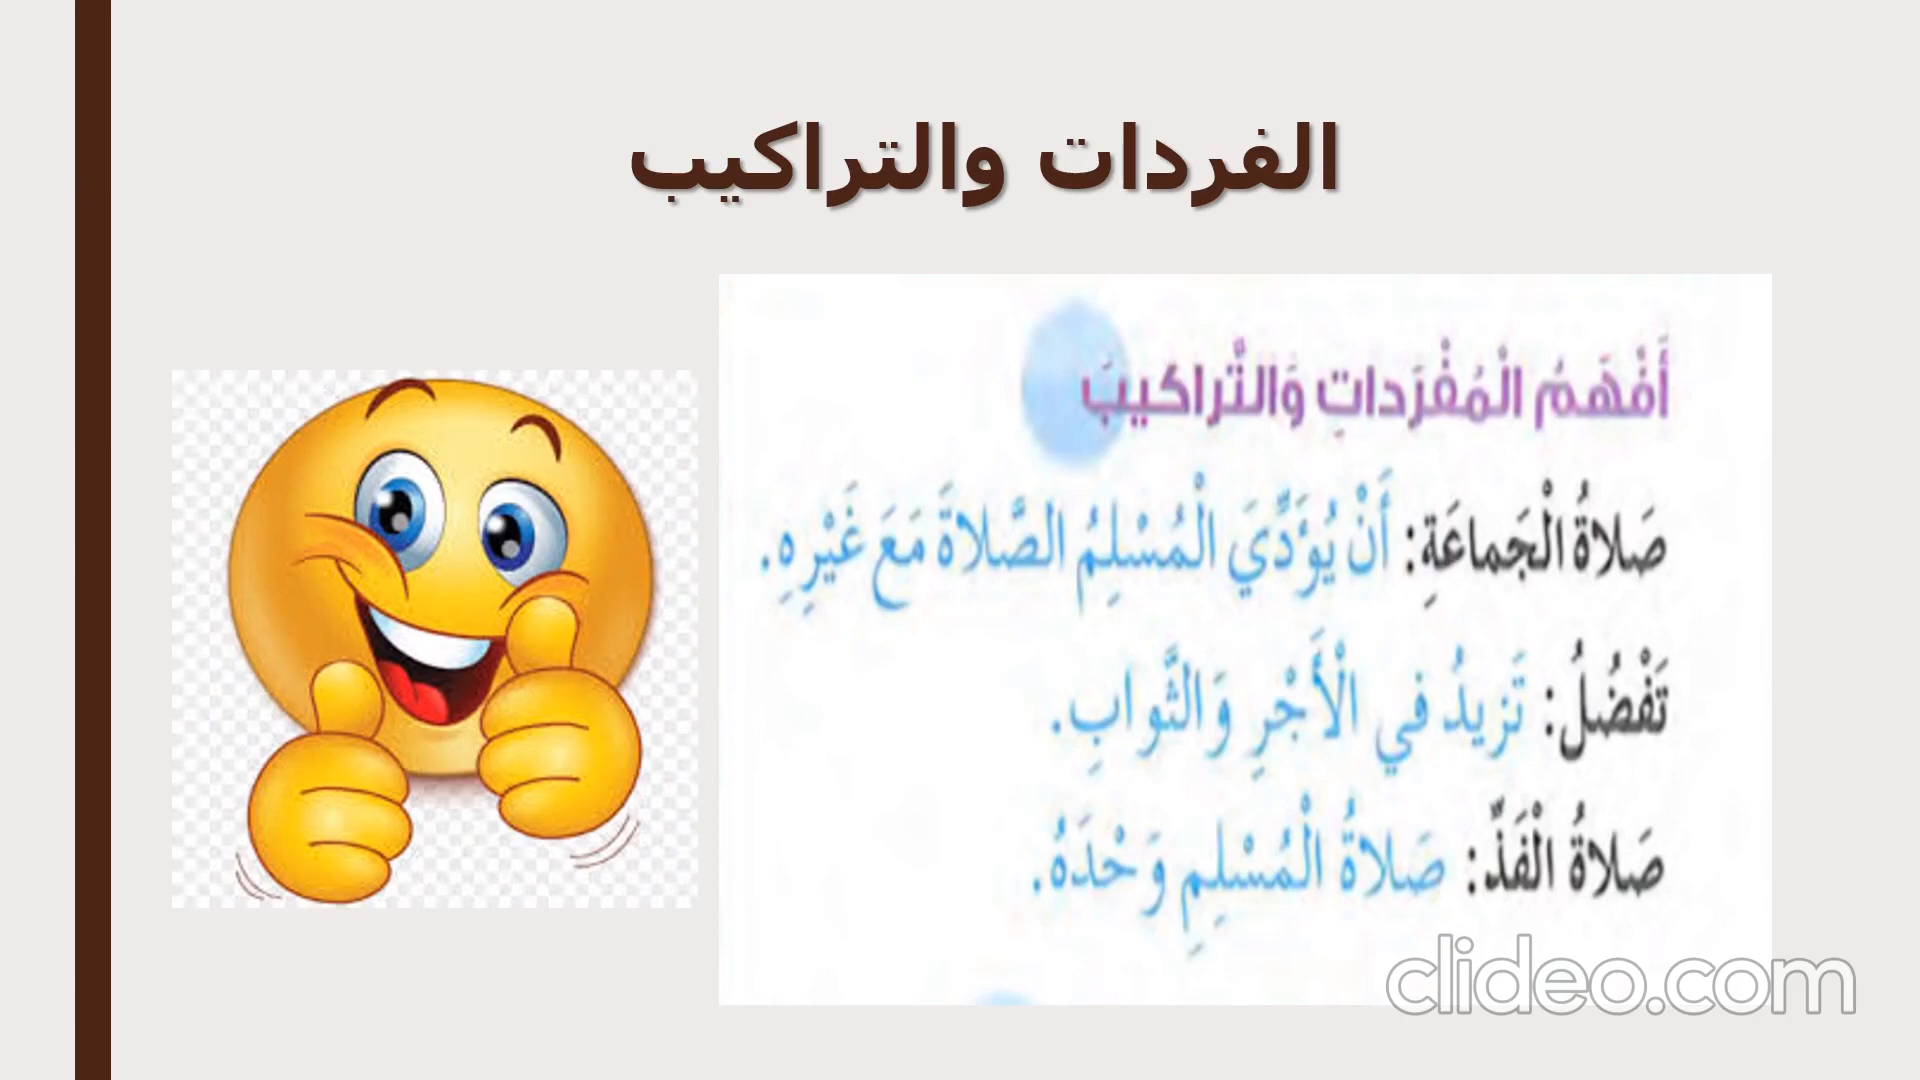 الفردات والتراكيب
أَفْهَمُ الْمُفْرَداتِ وَالتَّراكيبَ
صَلاةُ الْجَماعَةِ: أَنْ يُؤَدِّيَ الْمُسْلِمُ الصَّلاةَ مَعَ غَيْرِهِ.
تَفْضُلُ: تَزيدُ في الْأَجْرِ وَالثَّوابِ.
صَلاةُ الْفَذِّ: صَلاةُ الْمُسْلِمِ وَحْدَهُ.
clideo.com